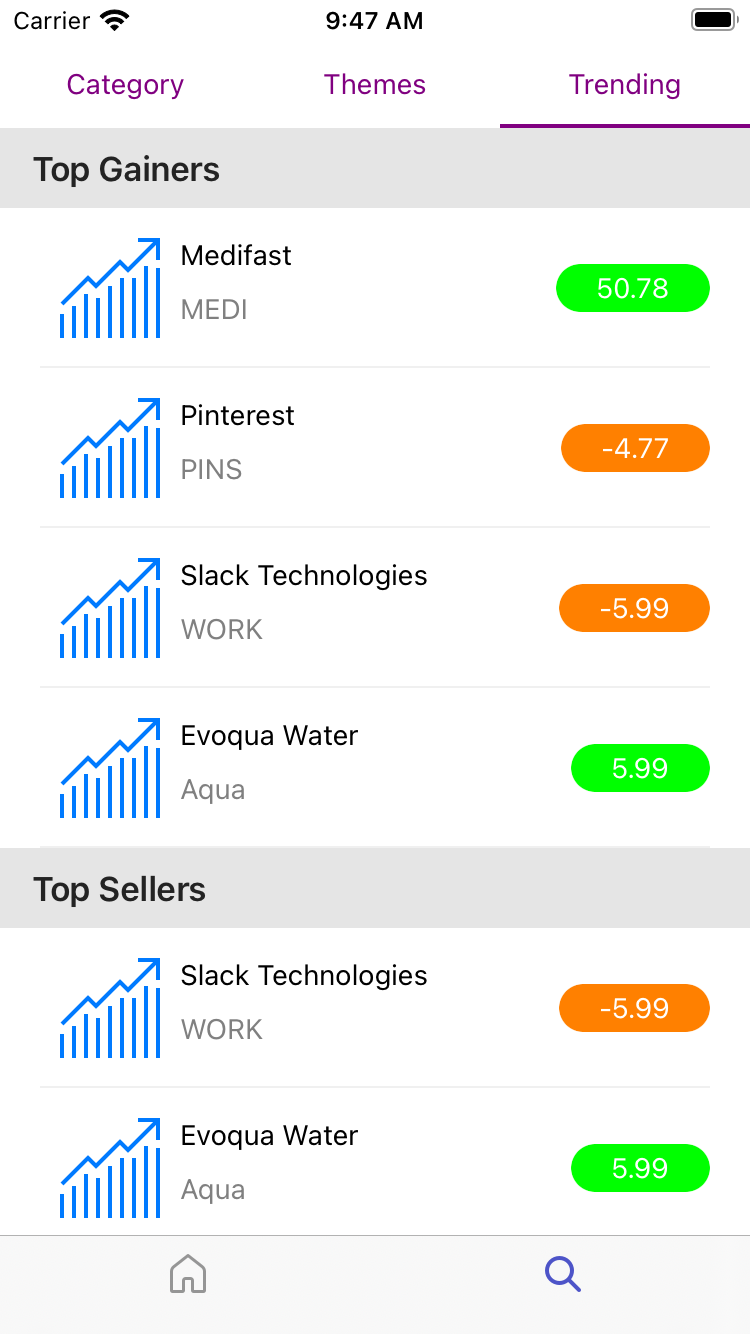 Carrier 9:47 AM
Category Themes Trending
Top Gainers
Medifast
MEDI
50.78
Pinterest
PINS
-4.77
Slack Technologies
WORK
-5.99
Evoqua Water
Aqua
5.99
Top Sellers
Slack Technologies
WORK
-5.99
Evoqua Water
Aqua
5.99